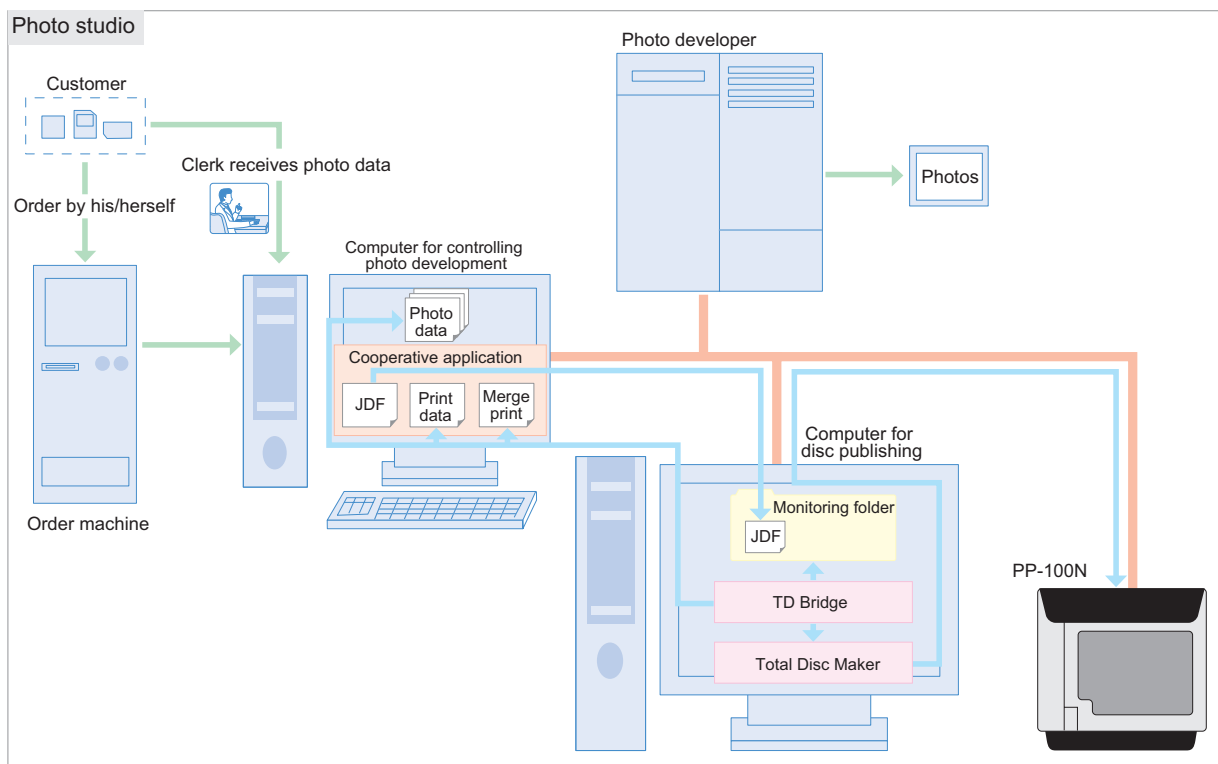 Photo studio
Photo developer
Customer
Clerk receives photo data
Photos
Order by his/herself
Computer for controlling
photo development
Photo
data
Cooperative application
JDF
Print
data
Merge
print
Computer for
disc publishing
Order machine
Monitoring folder
JDF
PP-100N
TD Bridge
Total Disc Maker